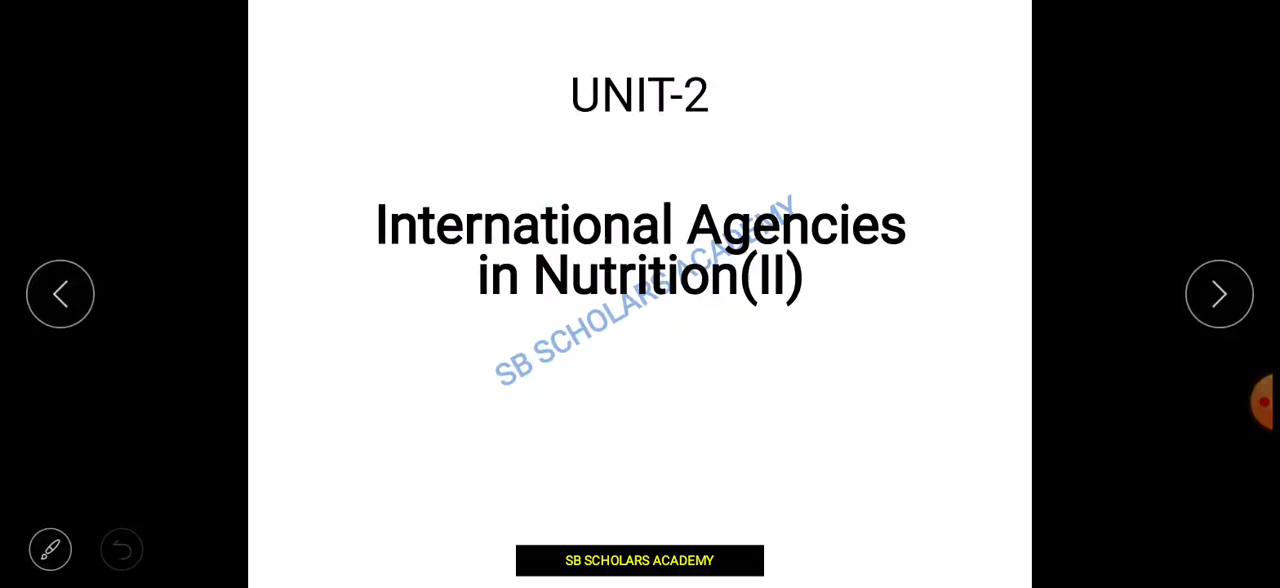 UNIT-2
International Agencies
in Nutrition(II)
SB SCHOLARS ACADEMY
SB SCHOLARS ACADEMY